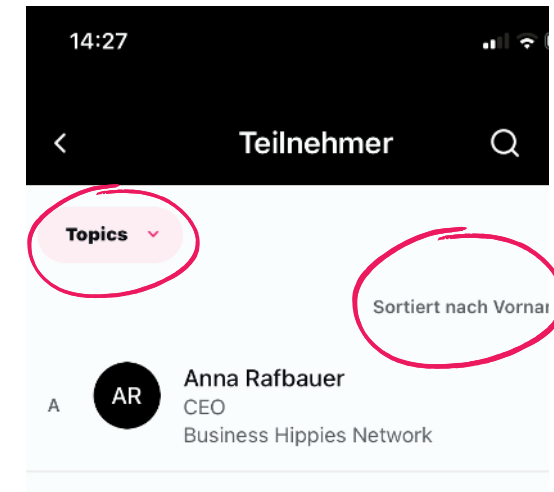 14:27
Teilnehmer
Topics
Sortiert nach
A
AR
Anna Rafbauer
CEO
Business Hippies Network